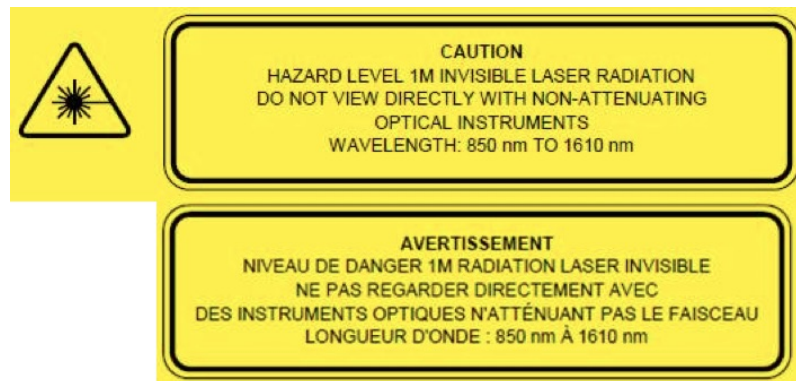 CAUTION
HAZARD LEVEL 1M INVISIBLE LASER RADIATION
DO NOT VIEW DIRECTLY WITH NON-ATTENUATING
OPTICAL INSTRUMENTS
WAVELENGTH: 850 nm TO 1610 nm
AVERTISSEMENT
NIVEAU DE DANGER 1M RADIATION LASER INVISIBLE
NE PAS REGARDER DIRECTEMENT AVEC
DES INSTRUMENTS OPTIQUES N'ATTÉNUANT PAS LE FAISCEAU
LONGUEUR D'ONDE : 850 nm À 1610 nm